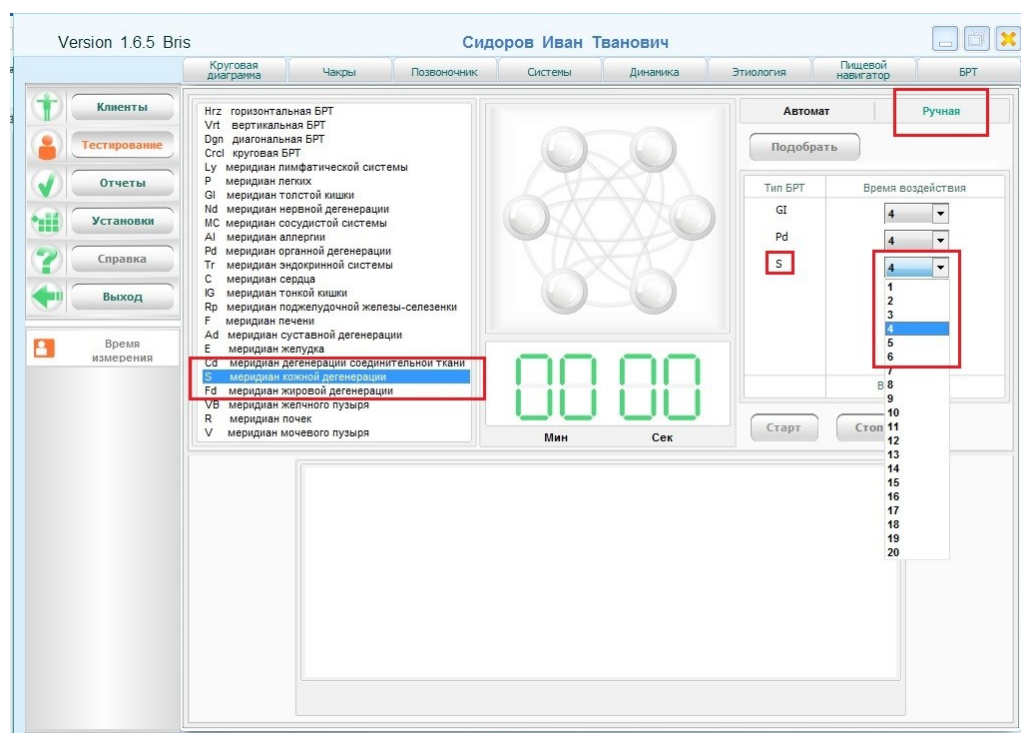 Version 1.6.5 Bris
Сидоров Иван Тванович
Круговая
диаграмма
Чакры
Позвоночник
Системы
Динамика
Этиология
Пищевой
навигатор
БРТ
Клиенты
Тестирование
Отчеты
Установки
Справка
Выход
Время
измерения
Hrz горизонтальная БРТ
Vrt вертикальная БРТ
Dgn диагональная БРТ
Crcl круговая БРТ
Ly меридиан лимфатической системы
P меридиан легких
GI меридиан толстой кишки
Nd меридиан нервной дегенерации
MC меридиан сосудистой системы
Al меридиан аллергии
Pd меридиан органной дегенерации
Tr меридиан эндокринной системы
C меридиан сердца
IG меридиан тонкой кишки
Rp меридиан поджелудочной железы-селезенки
F меридиан печени
Ad меридиан суставной дегенерации
E меридиан желудка
Cd меридиан дегенерации соединительной ткани
S меридиан кожной дегенерации
Fd меридиан жировой дегенерации
VB меридиан желчного пузыря
R меридиан почек
V меридиан мочевого пузыря
00 00
Мин Сек
Автомат Ручная
Подобрать
Тип БРТ Время воздействия
GI 4
Pd 4
S 4
1
2
3
4
5
6
7
В 8
9
10
Старт Стоп 11
12
13
14
15
16
17
18
19
20